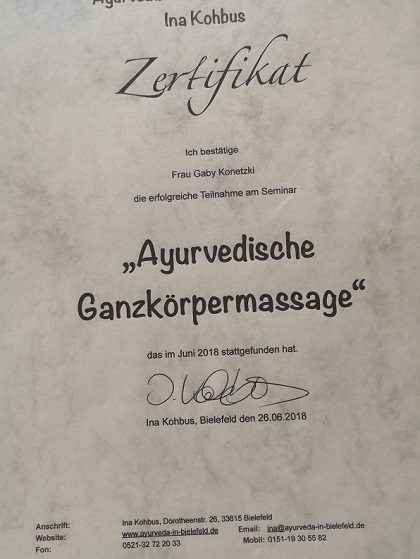 Ayurveda
Ina Kohbus
Zertifikat
Ich bestätige
Frau Gaby Konetzki
die erfolgreiche Teilnahme am Seminar
„Ayurvedische
Ganzkörpermassage“
das im Juni 2018 stattgefunden hat.
Ina Kohbus, Bielefeld den 26.06.2018
Anschrift: Ina Kohbus, Dorotheenstr. 26, 33615 Bielefeld
Website: www.ayurveda-in-bielefeld.de Email: ina@ayurveda-in-bielefeld.de
Fon: 0521-32 72 20 33 Mobil: 0151-19 30 55 82